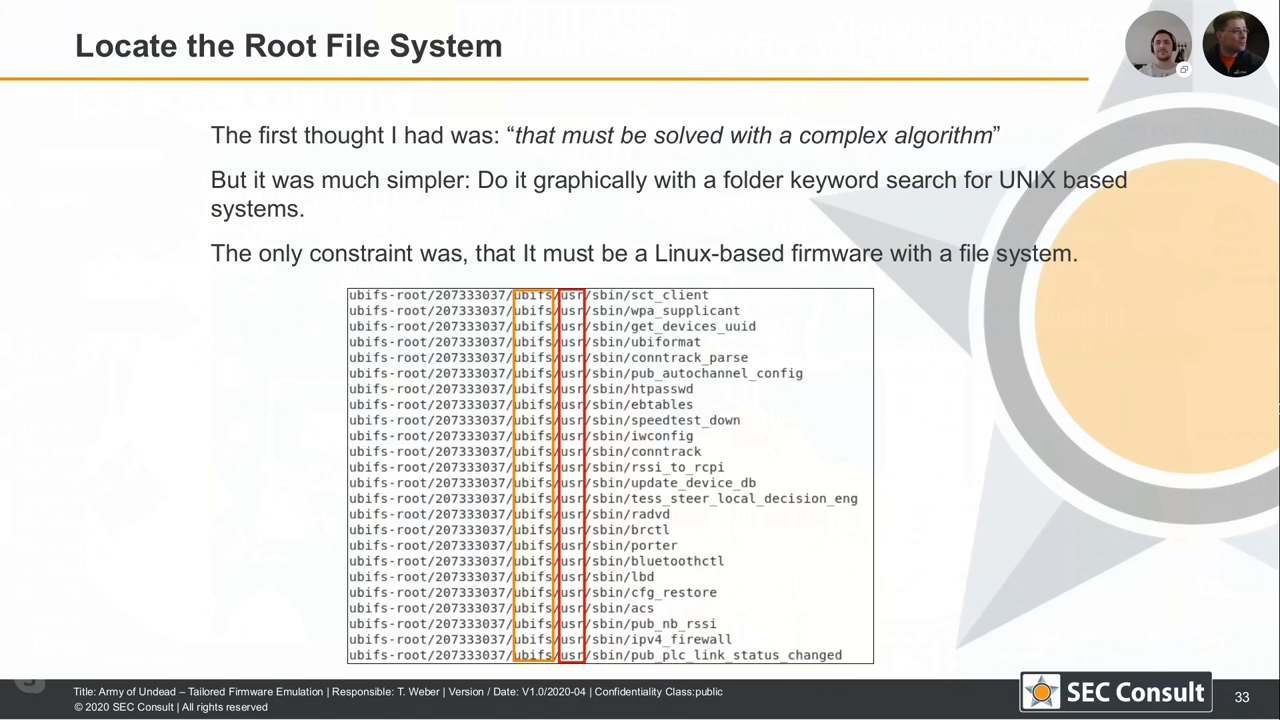 Locate the Root File System
The first thought I had was: “that must be solved with a complex algorithm”
But it was much simpler: Do it graphically with a folder keyword search for UNIX based
systems.
The only constraint was, that It must be a Linux-based firmware with a file system.
ubifs-root/207333037/ubifs/usr/sbin/sct_client
ubifs-root/207333037/ubifs/usr/sbin/wpa_supplicant
ubifs-root/207333037/ubifs/usr/sbin/get_devices_uuid
ubifs-root/207333037/ubifs/usr/sbin/ubiformat
ubifs-root/207333037/ubifs/usr/sbin/conntrack_parse
ubifs-root/207333037/ubifs/usr/sbin/pub_autochannel_config
ubifs-root/207333037/ubifs/usr/sbin/htpasswd
ubifs-root/207333037/ubifs/usr/sbin/ebtables
ubifs-root/207333037/ubifs/usr/sbin/speedtest_down
ubifs-root/207333037/ubifs/usr/sbin/iwconfig
ubifs-root/207333037/ubifs/usr/sbin/conntrack
ubifs-root/207333037/ubifs/usr/sbin/rssi_to_rcpi
ubifs-root/207333037/ubifs/usr/sbin/update_device_db
ubifs-root/207333037/ubifs/usr/sbin/tess_steer_local_decision_eng
ubifs-root/207333037/ubifs/usr/sbin/radvd
ubifs-root/207333037/ubifs/usr/sbin/brctl
ubifs-root/207333037/ubifs/usr/sbin/porter
ubifs-root/207333037/ubifs/usr/sbin/bluetoothctl
ubifs-root/207333037/ubifs/usr/sbin/lbd
ubifs-root/207333037/ubifs/usr/sbin/cfg_restore
ubifs-root/207333037/ubifs/usr/sbin/acs
ubifs-root/207333037/ubifs/usr/sbin/pub_nb_rssi
ubifs-root/207333037/ubifs/usr/sbin/ipv4_firewall
ubifs-root/207333037/ubifs/usr/sbin/pub_plc_link_status_changed
Title: Army of Undead – Tailored Firmware Emulation | Responsible: T. Weber | Version / Date: V1.0/2020-04 | Confidentiality Class:public
© 2020 SEC Consult | All rights reserved
SEC Consult
33